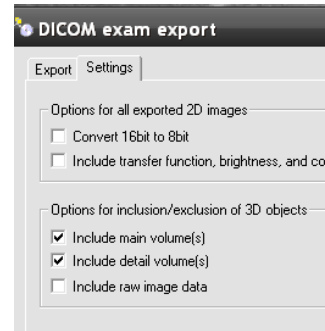 DICOM exam export
Export Settings
Options for all exported 2D images
Convert 16bit to 8bit
Include transfer function, brightness, and co
Options for inclusion/exclusion of 3D objects
Include main volume(s)
Include detail volume(s)
Include raw image data